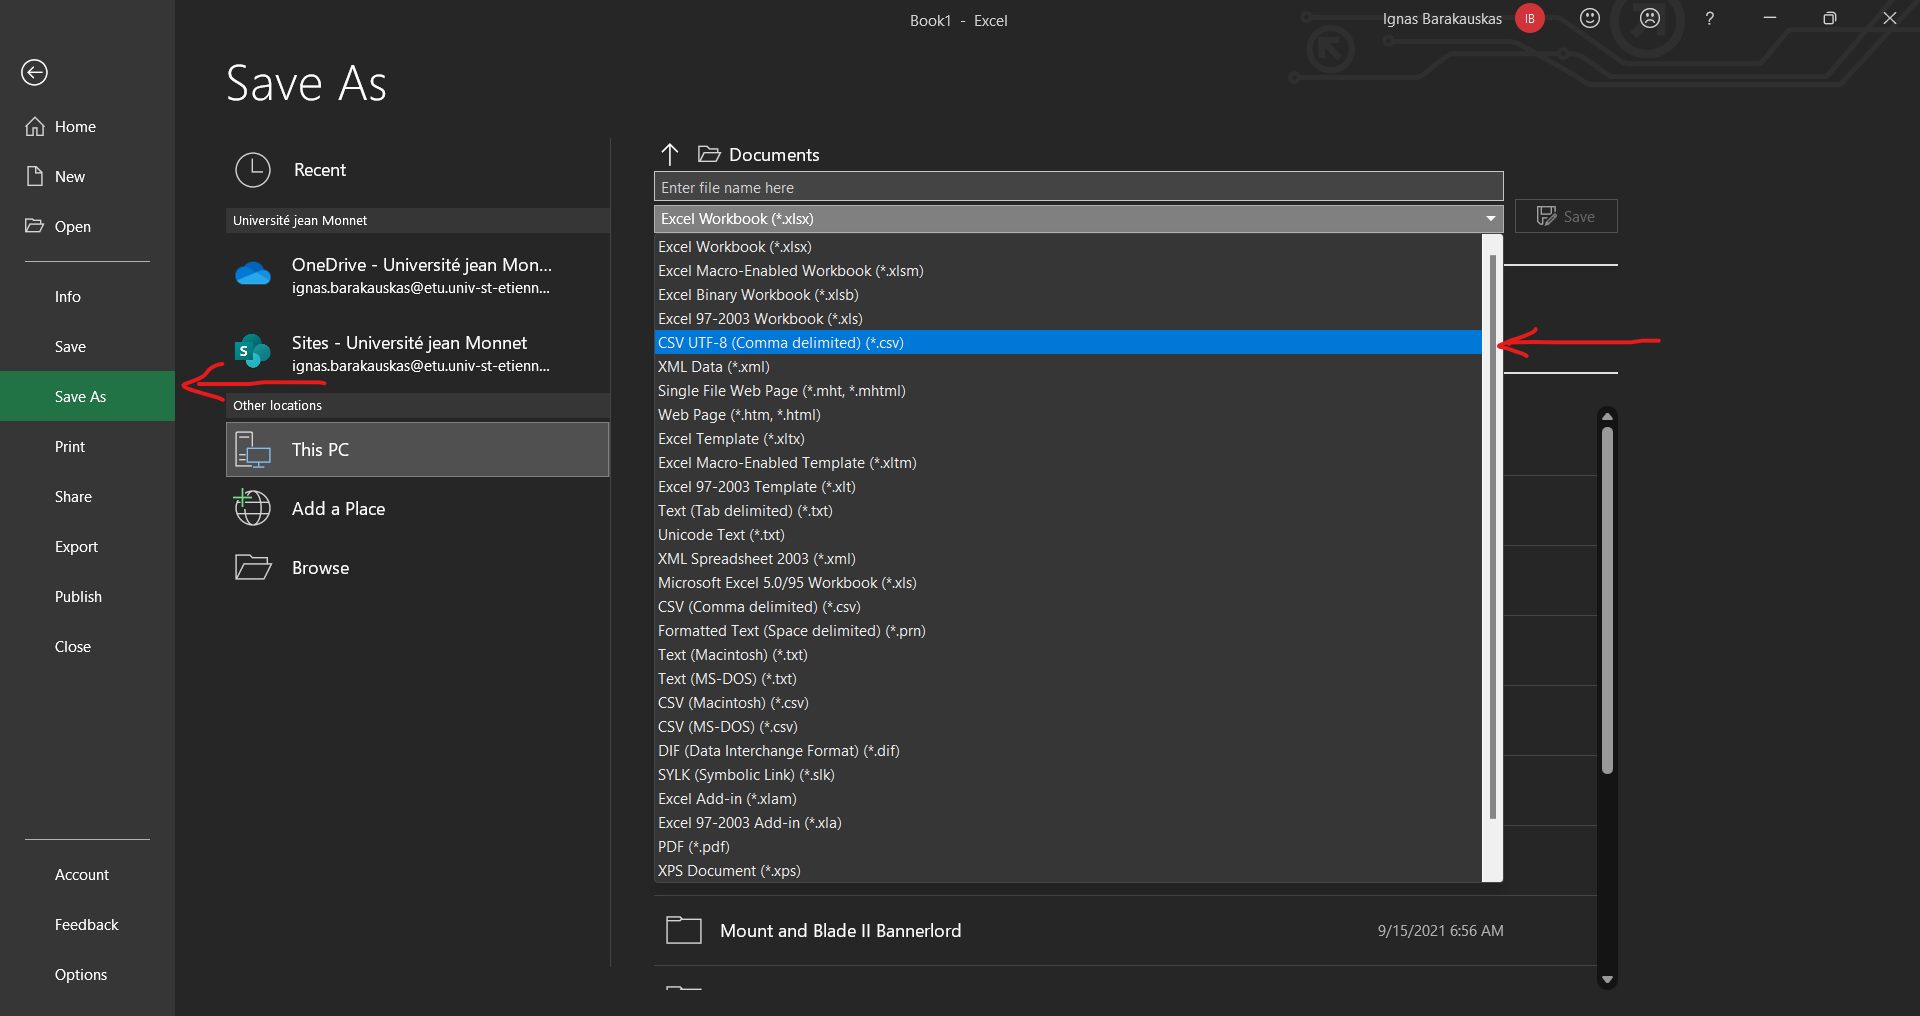 Book1 - Excel
Ignas Barakauskas
IB
?
Save As
Home
New
Open
Info
Save
Save As
Print
Share
Export
Publish
Close
Account
Feedback
Options
Recent
Université jean Monnet
OneDrive - Université jean Mon...
ignas.barakauskas@etu.univ-st-etienn...
S
Sites - Université jean Monnet
ignas.barakauskas@etu.univ-st-etienn...
Other locations
This PC
Add a Place
Browse
Documents
Enter file name here
Excel Workbook (*.xlsx)
Save
Excel Workbook (*.xlsx)
Excel Macro-Enabled Workbook (*.xlsm)
Excel Binary Workbook (*.xlsb)
Excel 97-2003 Workbook (*.xls)
CSV UTF-8 (Comma delimited) (*.csv)
XML Data (*.xml)
Single File Web Page (*.mht, *.mhtml)
Web Page (*.htm, *.html)
Excel Template (*.xltx)
Excel Macro-Enabled Template (*.xltm)
Excel 97-2003 Template (*.xlt)
Text (Tab delimited) (*.txt)
Unicode Text (*.txt)
XML Spreadsheet 2003 (*.xml)
Microsoft Excel 5.0/95 Workbook (*.xls)
CSV (Comma delimited) (*.csv)
Formatted Text (Space delimited) (*.prn)
Text (Macintosh) (*.txt)
Text (MS-DOS) (*.txt)
CSV (Macintosh) (*.csv)
CSV (MS-DOS) (*.csv)
DIF (Data Interchange Format) (*.dif)
SYLK (Symbolic Link) (*.slk)
Excel Add-in (*.xlam)
Excel 97-2003 Add-in (*.xla)
PDF (*.pdf)
XPS Document (*.xps)
Mount and Blade II Bannerlord
9/15/2021 6:56 AM